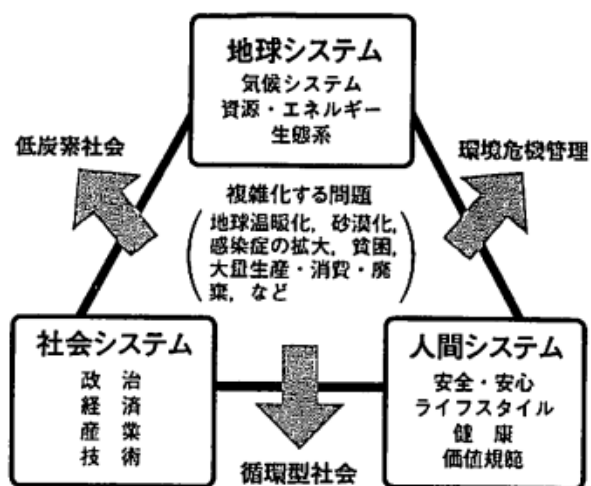 地球システム
気候システム
資源・エネルギー
生態系
低炭素社会
環境危機管理
複雑化する問題
（地球温暖化，砂漠化，
感染症の拡大，貧困，
大量生産・消費・廃
棄，など）
社会システム
政　治
経　済
産　業
技　術
人間システム
安全・安心
ライフスタイル
健　康
価値規範
循環型社会